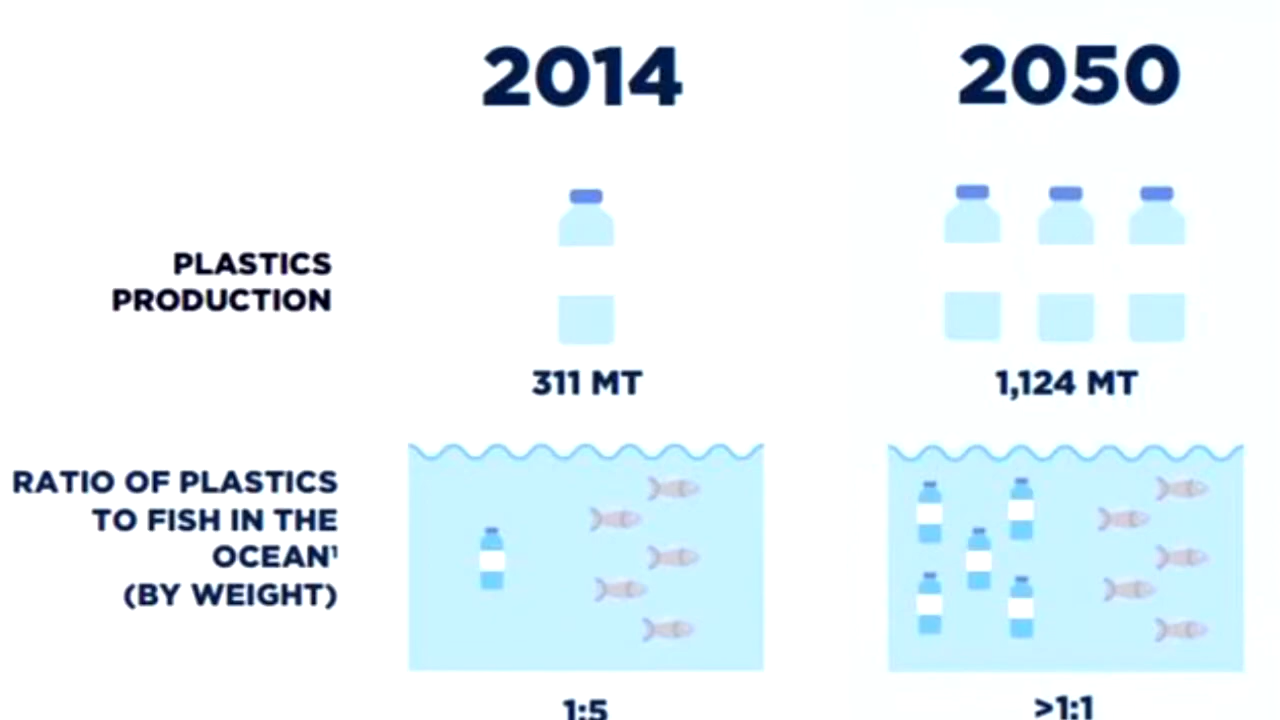 2014
2050
PLASTICS
PRODUCTION
311 MT
1,124 MT
RATIO OF PLASTICS
TO FISH IN THE
OCEAN¹
(BY WEIGHT)
1:5
>1:1